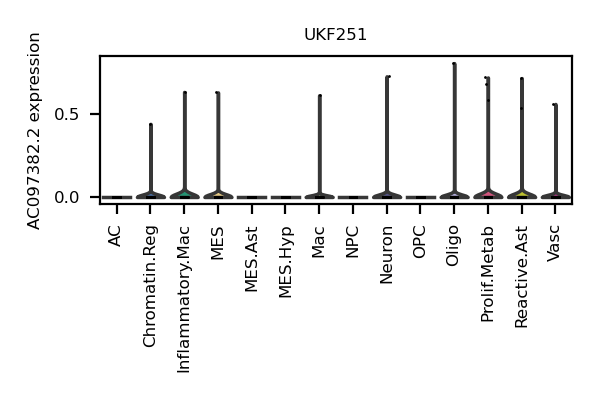 UKF251
AC097382.2 expression
0.5
0.0
AC
Chromatin.Reg
Inflammatory.Mac
MES
MES.Ast
MES.Hyp
Mac
NPC
Neuron
OPC
Oligo
Prolif.Metab
Reactive.Ast
Vasc